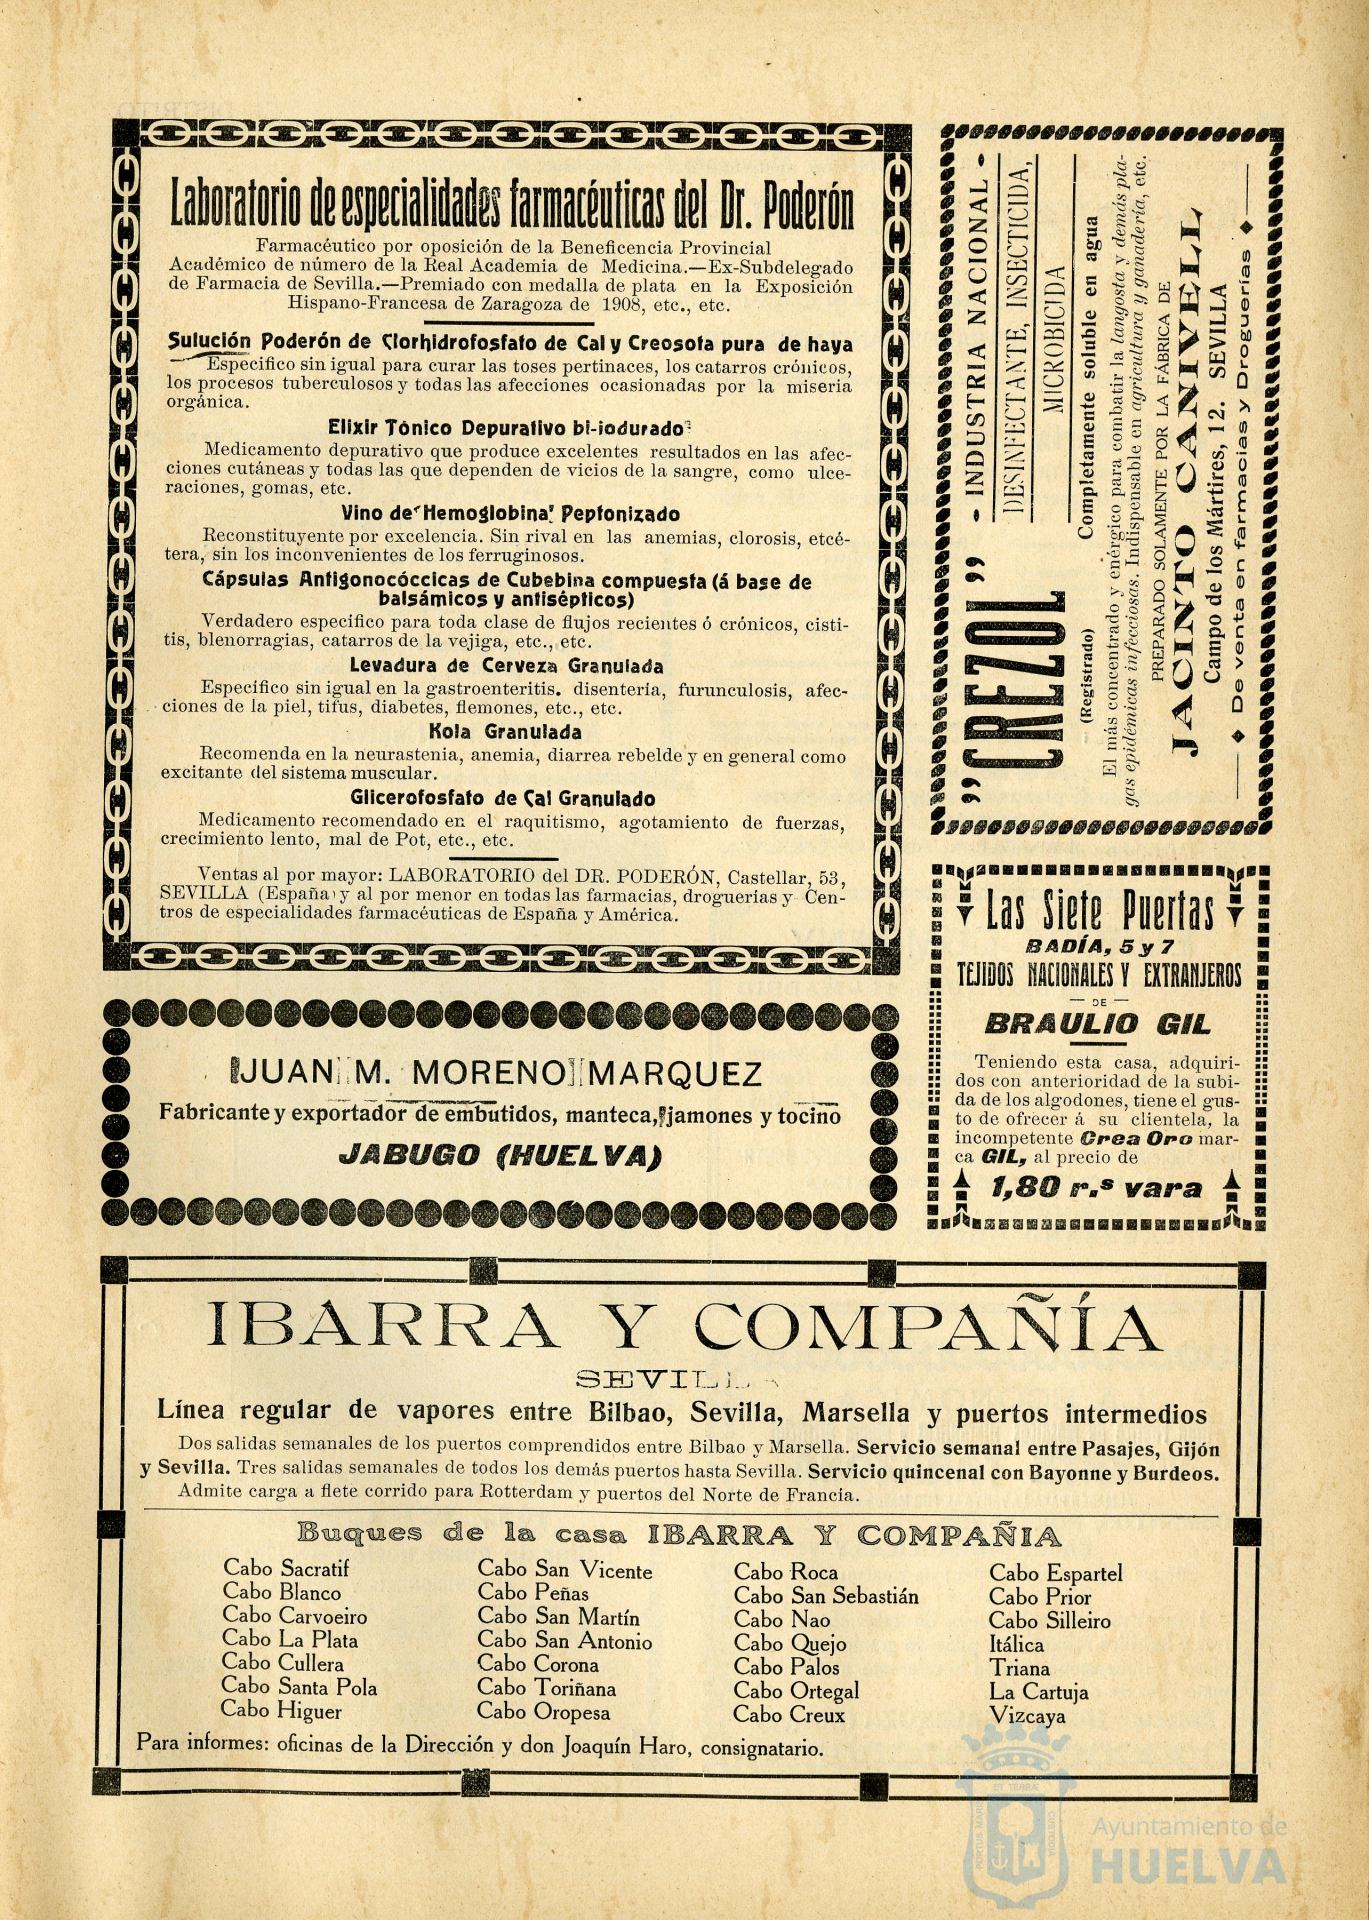 Laboratorio de especialidades farmacéuticas del Dr. Poderón
Farmacéutico por oposición de la Beneficencia Provincial
Académico de número de la Real Academia de Medicina.—Ex-Subdelegado
de Farmacia de Sevilla.—Premiado con medalla de plata en la Exposición
Hispano-Francesa de Zaragoza de 1908, etc., etc.
Sulución Poderón de Clorhidrofosfato de Cal y Creosota pura de haya
Especifico sin igual para curar las toses pertinaces, los catarros crónicos,
los procesos tuberculosos y todas las afecciones ocasionadas por la miseria
orgánica.
Elixir Tónico Depurativo bi-iodurado
Medicamento depurativo que produce excelentes resultados en las afec-
ciones cutáneas y todas las que dependen de vicios de la sangre, como ulce-
raciones, gomas, etc.
Vino de Hemoglobina Peptonizado
Reconstituyente por excelencia. Sin rival en las anemias, clorosis, etcé-
tera, sin los inconvenientes de los ferruginosos.
Cápsulas Antigonocóccicas de Cubebina compuesta (á base de
balsámicos y antisépticos)
Verdadero específico para toda clase de flujos recientes ó crónicos, cisti-
tis, blenorragias, catarros de la vejiga, etc., etc.
Levadura de Cerveza Granulada
Específico sin igual en la gastroenteritis. disentería, furunculosis, afec-
ciones de la piel, tifus, diabetes, flemones, etc., etc.
Kola Granulada
Recomenda en la neurastenia, anemia, diarrea rebelde y en general como
excitante del sistema muscular.
Glicerofosfato de Cal Granulado
Medicamento recomendado en el raquitismo, agotamiento de fuerzas,
crecimiento lento, mal de Pot, etc., etc.
Ventas al por mayor: LABORATORIO del DR. PODERÓN, Castellar, 53,
SEVILLA (España) y al por menor en todas las farmacias, droguerías y Cen-
tros de especialidades farmacéuticas de España y América.
"CREZOL"
(Registrado)
- INDUSTRIA NACIONAL -
DESINFECTANTE, INSECTICIDA,
MICROBICIDA
Completamente soluble en agua
El más concentrado y enérgico para combatir la langosta y demás pla-
gas epidémicas infecciosas. Indispensable en agricultura y ganadería, etc.
PREPARADO SOLAMENTE POR LA FÁBRICA DE
JACINTO CANIVELL
Campo de los Mártires, 12. SEVILLA
De venta en farmacias y Droguerías
Las Siete Puertas
BADÍA, 5 y 7
TEJIDOS NACIONALES Y EXTRANJEROS
— DE —
BRAULIO GIL
Teniendo esta casa, adquiri-
dos con anterioridad de la subi-
da de los algodones, tiene el gus-
to de ofrecer á su clientela, la
incompetente Crea Oro mar-
ca GIL, al precio de
1,80 r.s vara
JUAN M. MORENO MARQUEZ
Fabricante y exportador de embutidos, manteca, jamones y tocino
JABUGO (HUELVA)
IBARRA Y COMPAÑÍA
SEVILLA
Línea regular de vapores entre Bilbao, Sevilla, Marsella y puertos intermedios
Dos salidas semanales de los puertos comprendidos entre Bilbao y Marsella. Servicio semanal entre Pasajes, Gijón
y Sevilla. Tres salidas semanales de todos los demás puertos hasta Sevilla. Servicio quincenal con Bayonne y Burdeos.
Admite carga a flete corrido para Rotterdam y puertos del Norte de Francia.
Buques de la casa IBARRA Y COMPAÑIA
Cabo Sacratif
Cabo Blanco
Cabo Carvoeiro
Cabo La Plata
Cabo Cullera
Cabo Santa Pola
Cabo Higuer
Cabo San Vicente
Cabo Peñas
Cabo San Martín
Cabo San Antonio
Cabo Corona
Cabo Toriñana
Cabo Oropesa
Cabo Roca
Cabo San Sebastián
Cabo Nao
Cabo Quejo
Cabo Palos
Cabo Ortegal
Cabo Creux
Cabo Espartel
Cabo Prior
Cabo Silleiro
Itálica
Triana
La Cartuja
Vizcaya
Para informes: oficinas de la Dirección y don Joaquín Haro, consignatario.
ET TERRÆ
PORTUS MARIS
CUSTODIA
Ayuntamiento de
HUELVA